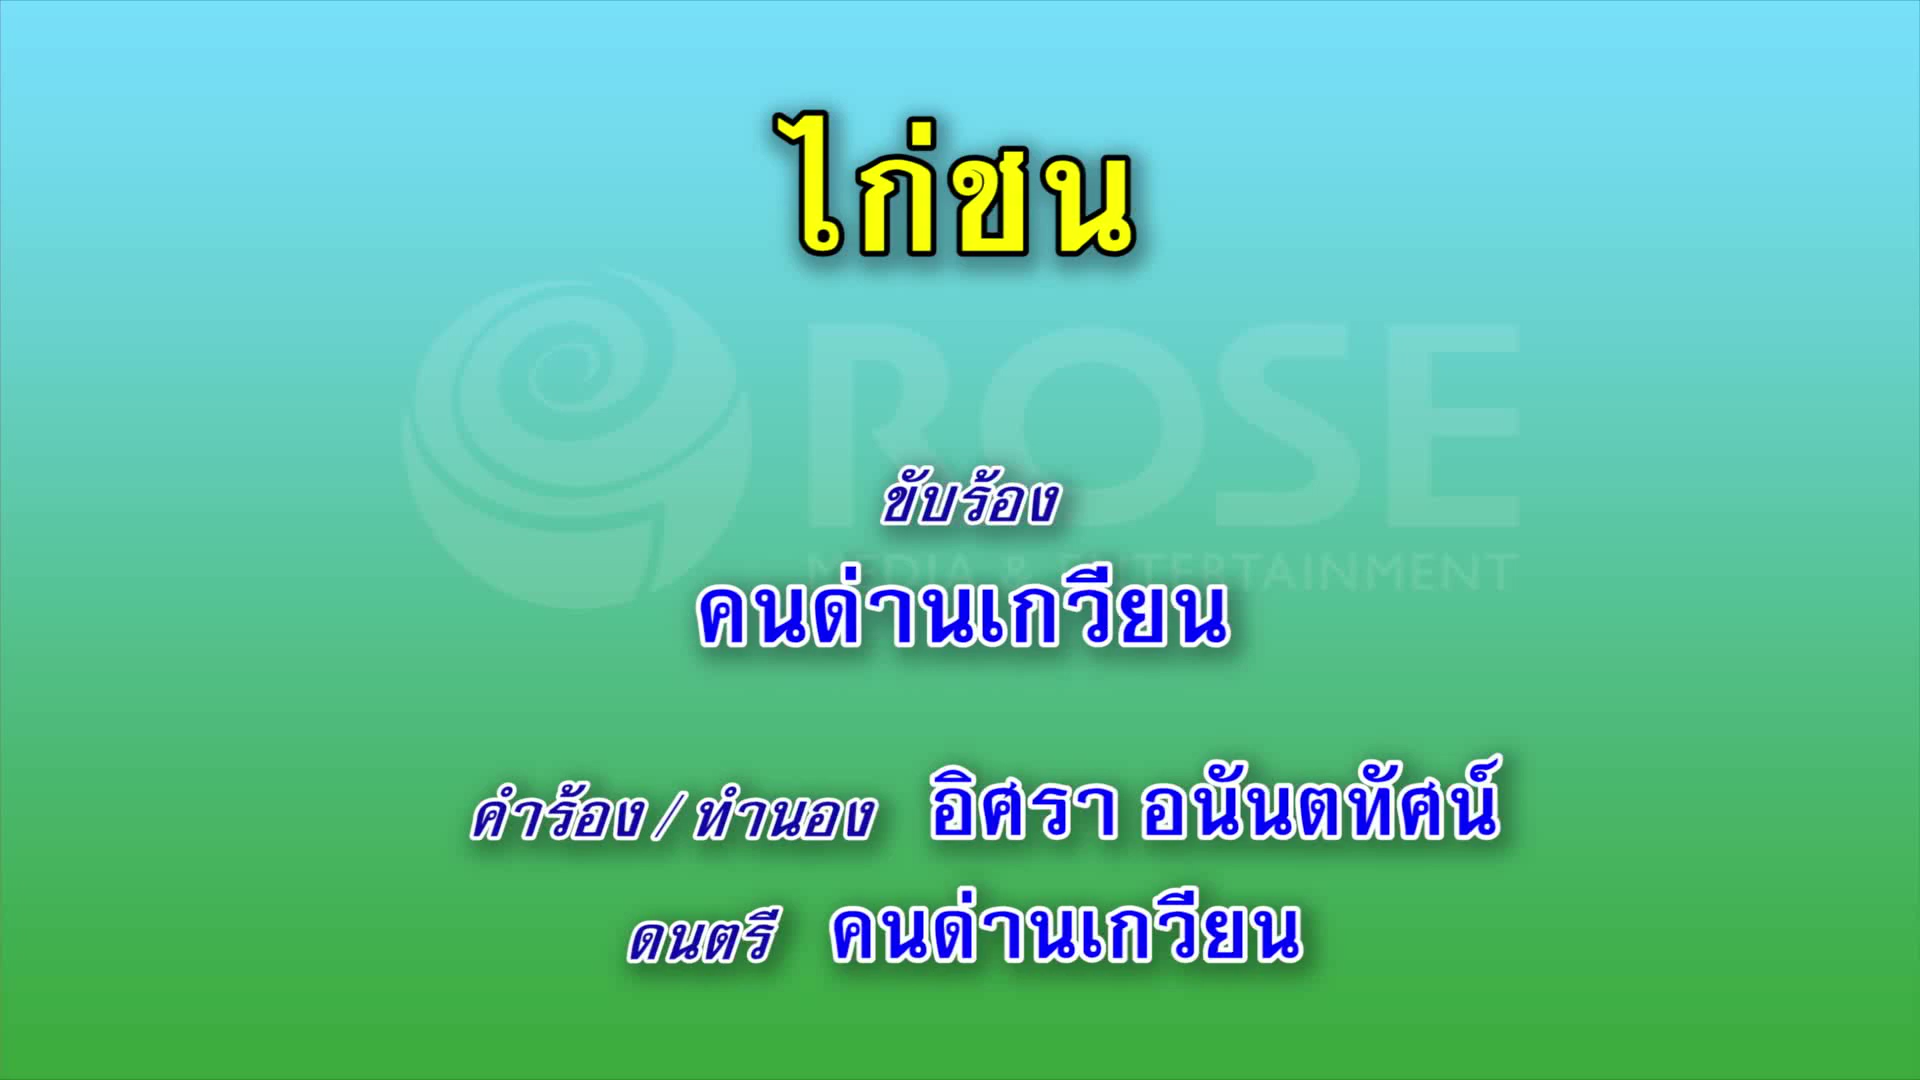 ไก่ชน
ROSE
MEDIA & ENTERTAINMENT
ขับร้อง
คนด่านเกวียน
คำร้อง / ทำนอง อิศรา อนันตทัศน์
ดนตรี คนด่านเกวียน